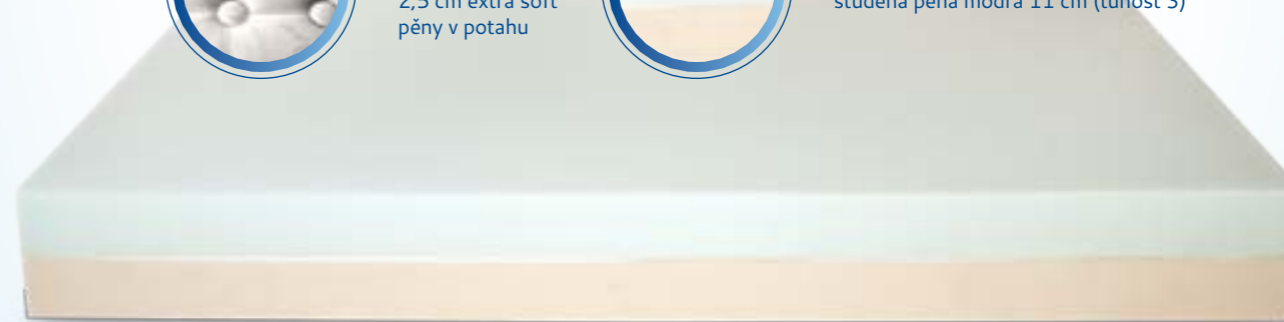 2,5 cm extra soft
pěny v potahu
studená pěna modrá 11 cm (tuhost 3)